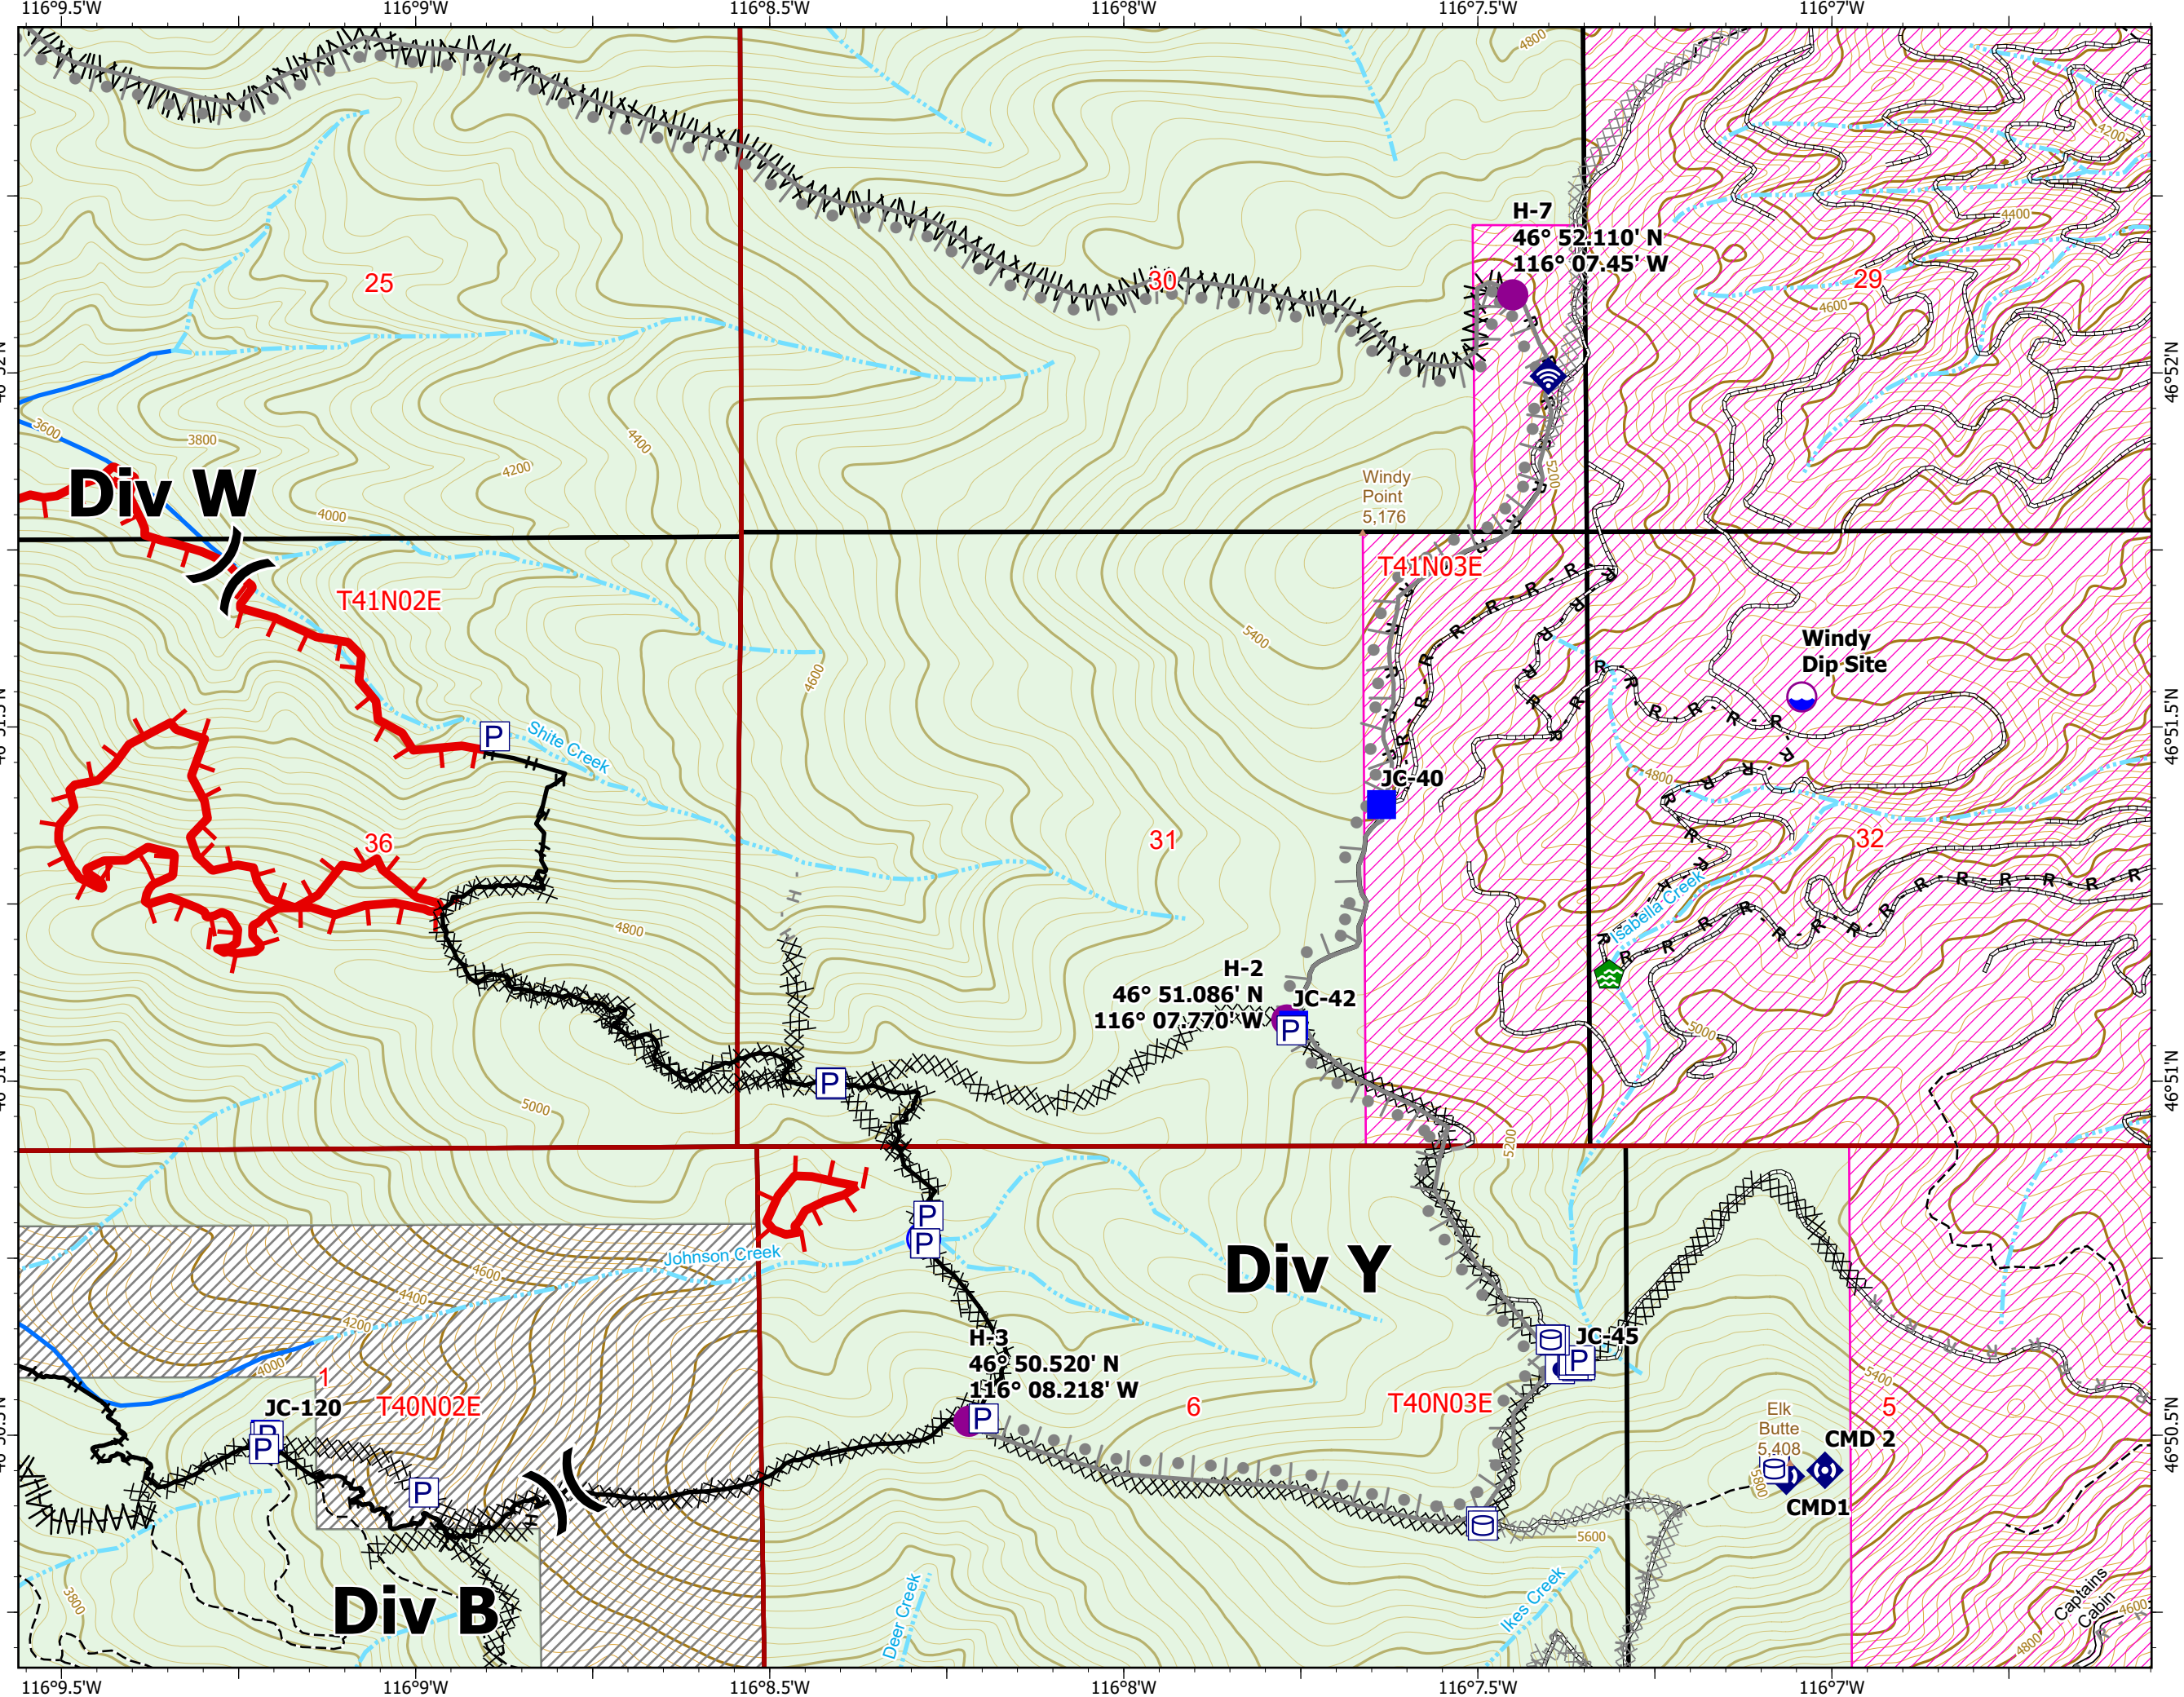 116°9.5'W 116°9'W 116°8.5'W 116°8'W 116°7.5'W 116°7'W
4800
4200
H-7
46° 52.110' N
116° 07.45' W
4400
25
30
29
4600
46°52'N
3600
3800
4400
4200
5200
Windy
Point
5,176
Div W
4000
T41N03E
T41N02E
5400
Windy
Dip Site
4600
46°51.5'N
Shite Creek
JC-40
4800
36
31
32
Isabella Creek
4800
H-2
46° 51.086' N
116° 07.770' W
JC-42
5000
46°51'N
5000
5200
Johnson Creek
4600
4400
4200
4000
Div Y
JC-45
H-3
46° 50.520' N
116° 08.218' W
1
T40N02E
JC-120
6
T40N03E
5400
5
Elk
Butte
5,408
CMD 2
46°50.5'N
5800
CMD1
5600
Div B
3800
Deer Creek
Ikes Creek
Captains
Cabin
4600
4800
116°9.5'W 116°9'W 116°8.5'W 116°8'W 116°7.5'W 116°7'W